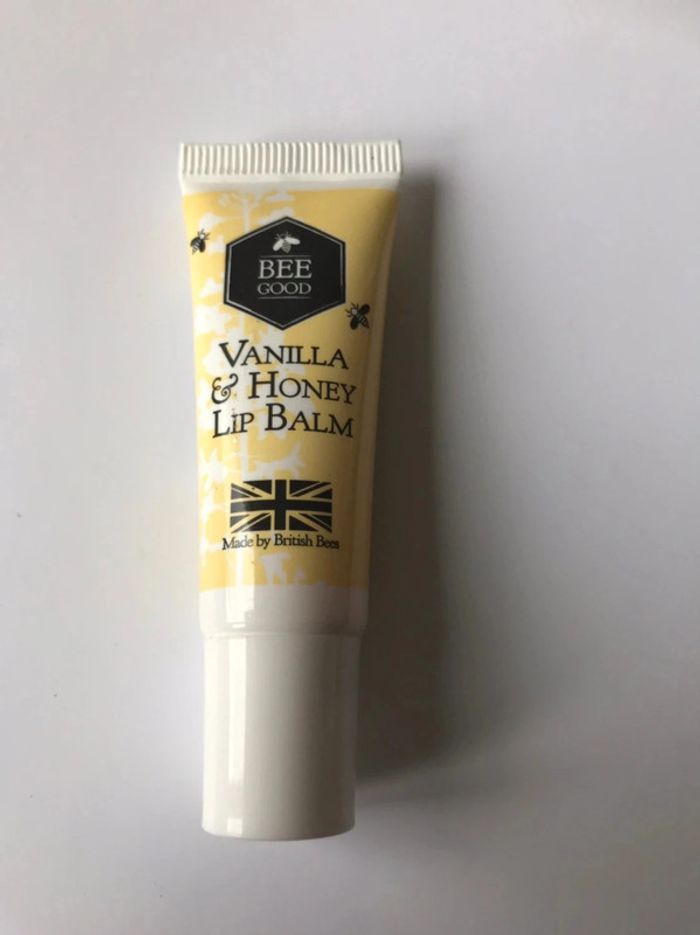 BEE
GOOD
VANILLA
& HONEY
LIP BALM
Made by British Bees